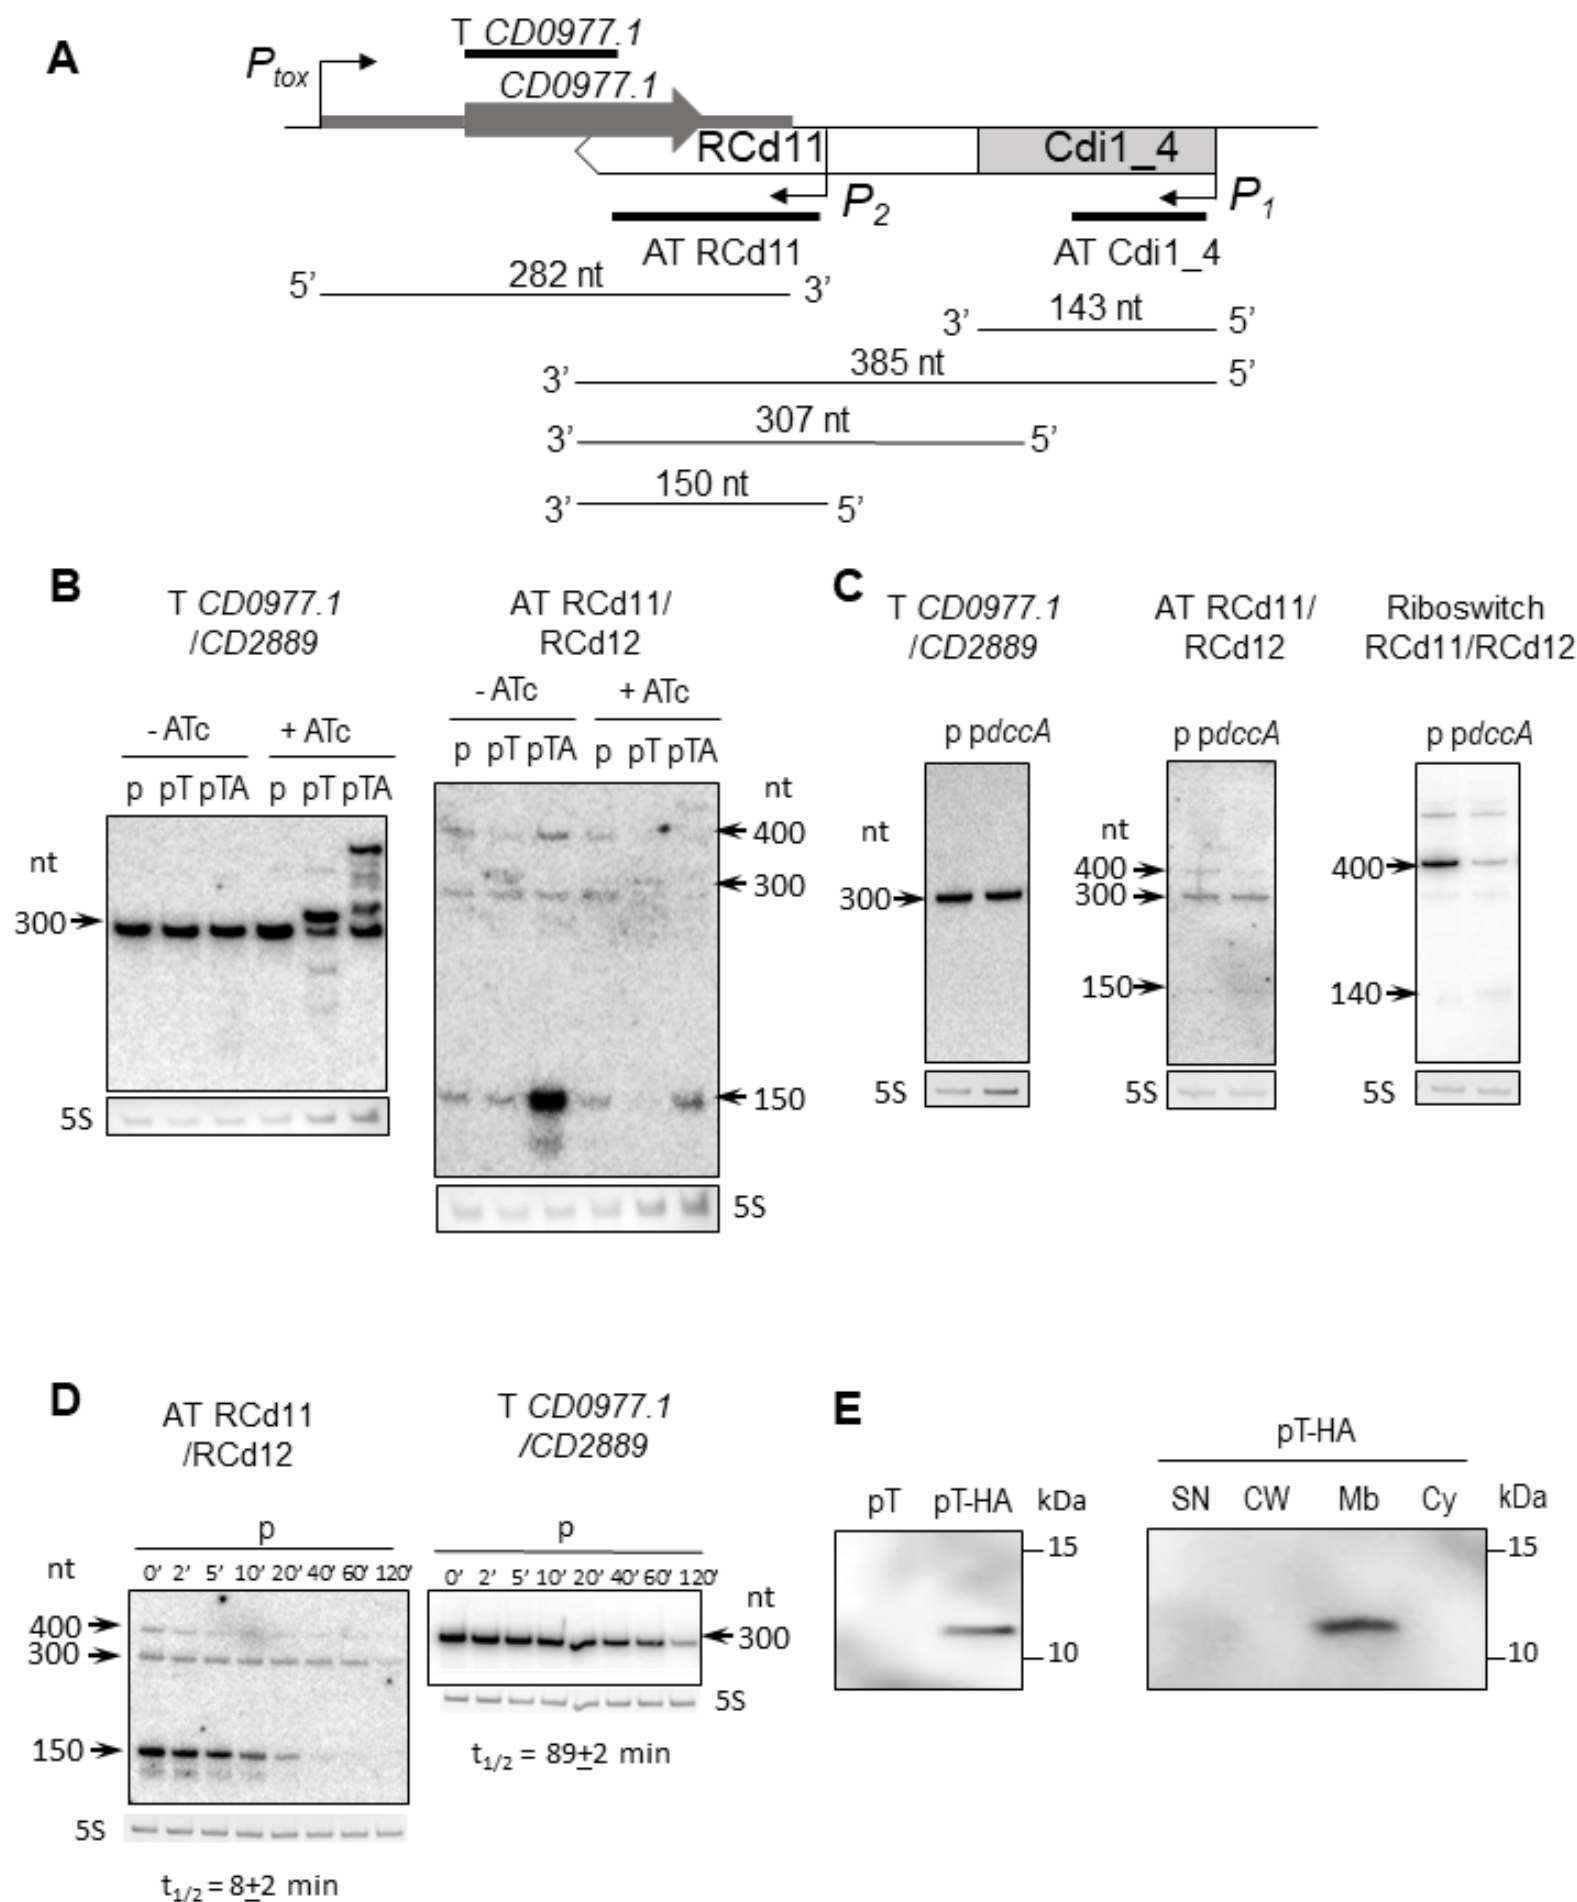 A
T CD0977.1
Ptox
CD0977.1
RCd11
Cdi1_4
P2
P1
AT RCd11
AT Cdi1_4
5’ 282 nt 3’
3’ 143 nt 5’
3’ 385 nt 5’
3’ 307 nt 5’
3’ 150 nt 5’
B
T CD0977.1
/CD2889
- ATc + ATc
p pT pTA p pT pTA
nt
300
5S
AT RCd11/
RCd12
- ATc + ATc
p pT pTA p pT pTA
nt
400
300
150
5S
C
T CD0977.1
/CD2889
p pdccA
nt
300
5S
AT RCd11/
RCd12
p pdccA
nt
400
300
150
5S
Riboswitch
RCd11/RCd12
p pdccA
400
140
5S
D
AT RCd11
/RCd12
p
nt 0’ 2’ 5’ 10’ 20’ 40’ 60’ 120’
400
300
150
5S
t1/2 = 8±2 min
T CD0977.1
/CD2889
p
0’ 2’ 5’ 10’ 20’ 40’ 60’ 120’
nt
300
5S
t1/2 = 89±2 min
E
pT pT-HA kDa
15
10
pT-HA
SN CW Mb Cy kDa
15
10